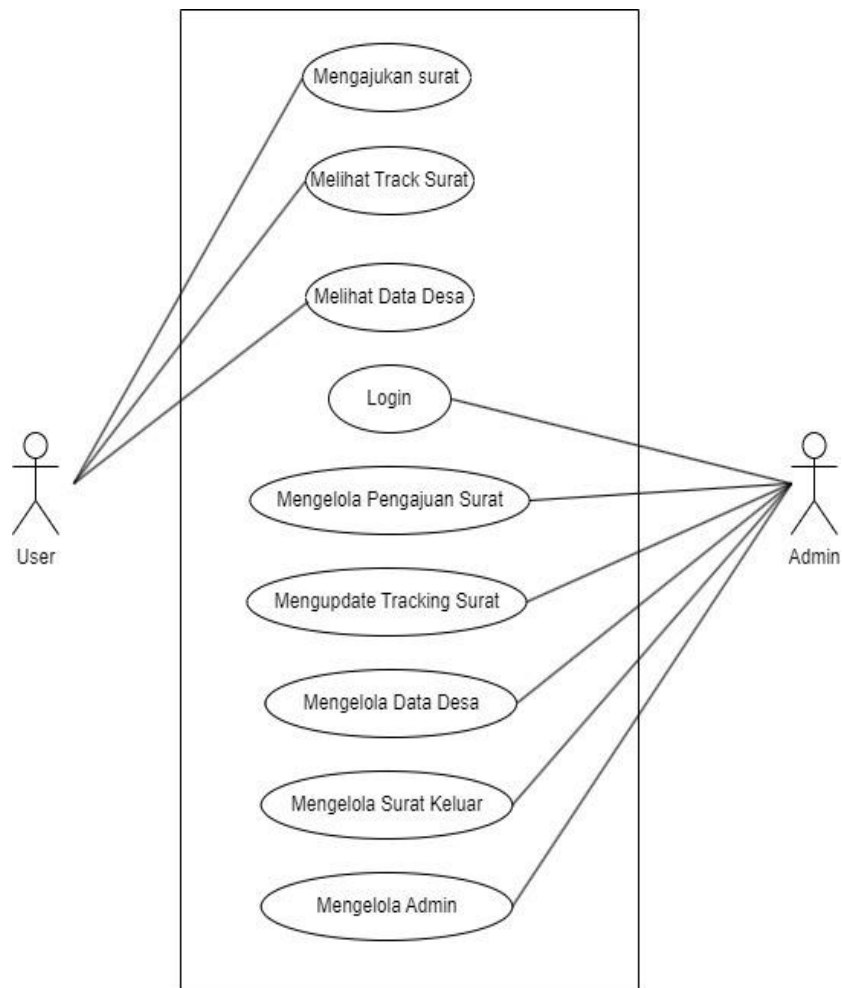 Mengajukan surat
Melihat Track Surat
Melihat Data Desa
Login
Mengelola Pengajuan Surat
User
Admin
Mengupdate Tracking Surat
Mengelola Data Desa
Mengelola Surat Keluar
Mengelola Admin